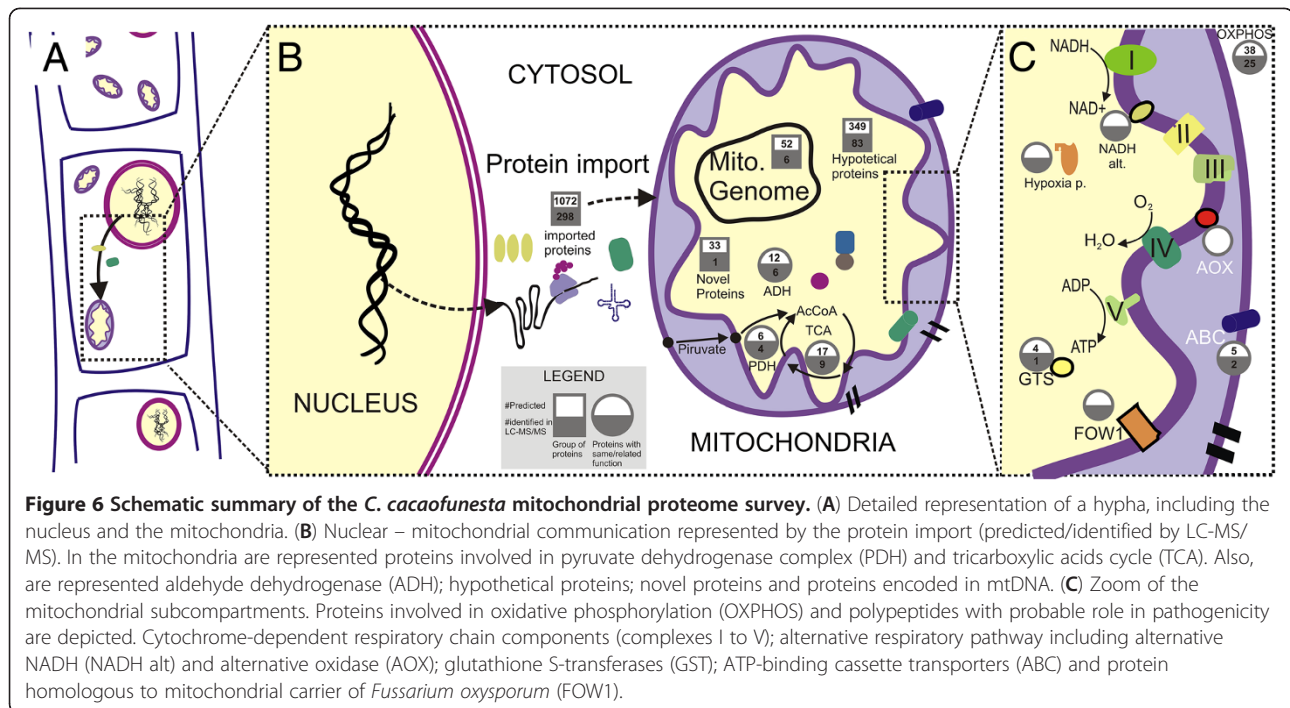 A
B
CYTOSOL
Protein import
1072
298
imported
proteins
NUCLEUS
LEGEND
#Predicted
#identified in
LC-MS/MS
Group of
proteins
Proteins with
same/related
function
Mito.
Genome
52
6
349
83
Hypotetical
proteins
33
1
Novel
Proteins
12
6
ADH
AcCoA
TCA
Piruvate
6
4
PDH
17
9
MITOCHONDRIA
C
OXPHOS
38
25
NADH
I
NAD+
NADH
alt.
II
III
Hypoxia p.
O2
H2O
IV
AOX
ADP
V
ATP
4
1
GTS
ABC
5
2
FOW1
Figure 6 Schematic summary of the C. cacaofunesta mitochondrial proteome survey. (A) Detailed representation of a hypha, including the
nucleus and the mitochondria. (B) Nuclear – mitochondrial communication represented by the protein import (predicted/identified by LC-MS/
MS). In the mitochondria are represented proteins involved in pyruvate dehydrogenase complex (PDH) and tricarboxylic acids cycle (TCA). Also,
are represented aldehyde dehydrogenase (ADH); hypothetical proteins; novel proteins and proteins encoded in mtDNA. (C) Zoom of the
mitochondrial subcompartments. Proteins involved in oxidative phosphorylation (OXPHOS) and polypeptides with probable role in pathogenicity
are depicted. Cytochrome-dependent respiratory chain components (complexes I to V); alternative respiratory pathway including alternative
NADH (NADH alt) and alternative oxidase (AOX); glutathione S-transferases (GST); ATP-binding cassette transporters (ABC) and protein
homologous to mitochondrial carrier of Fussarium oxysporum (FOW1).